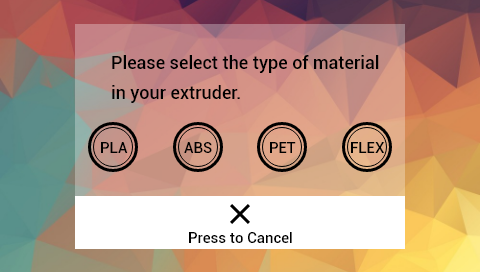 Please select the type of material
in your extruder.
PLA ABS PET FLEX
Press to Cancel